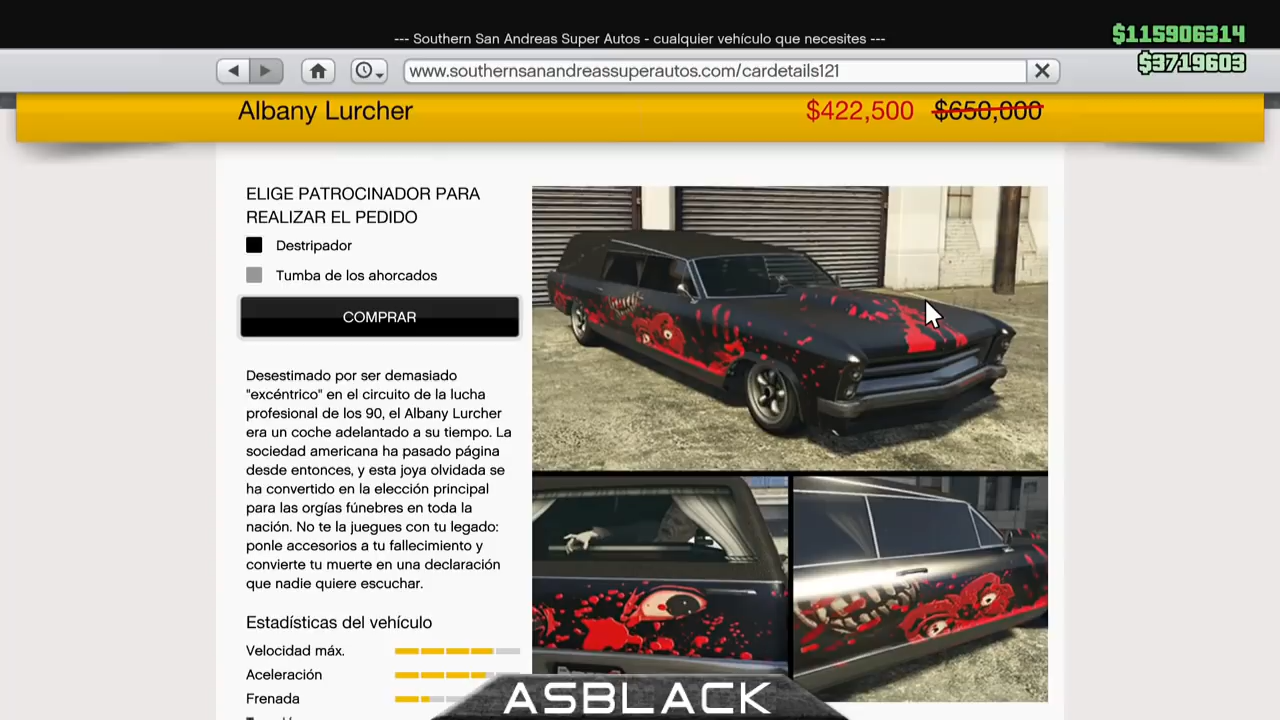 --- Southern San Andreas Super Autos - cualquier vehículo que necesites ---
$115906314
$3719603
www.southernsanandreassuperautos.com/cardetails121
Albany Lurcher
$422,500 $650,000
ELIGE PATROCINADOR PARA
REALIZAR EL PEDIDO
Destripador
Tumba de los ahorcados
COMPRAR
Desestimado por ser demasiado
"excéntrico" en el circuito de la lucha
profesional de los 90, el Albany Lurcher
era un coche adelantado a su tiempo. La
sociedad americana ha pasado página
desde entonces, y esta joya olvidada se
ha convertido en la elección principal
para las orgías fúnebres en toda la
nación. No te la juegues con tu legado:
ponle accesorios a tu fallecimiento y
convierte tu muerte en una declaración
que nadie quiere escuchar.
Estadísticas del vehículo
Velocidad máx.
Aceleración
Frenada
ASBLACK